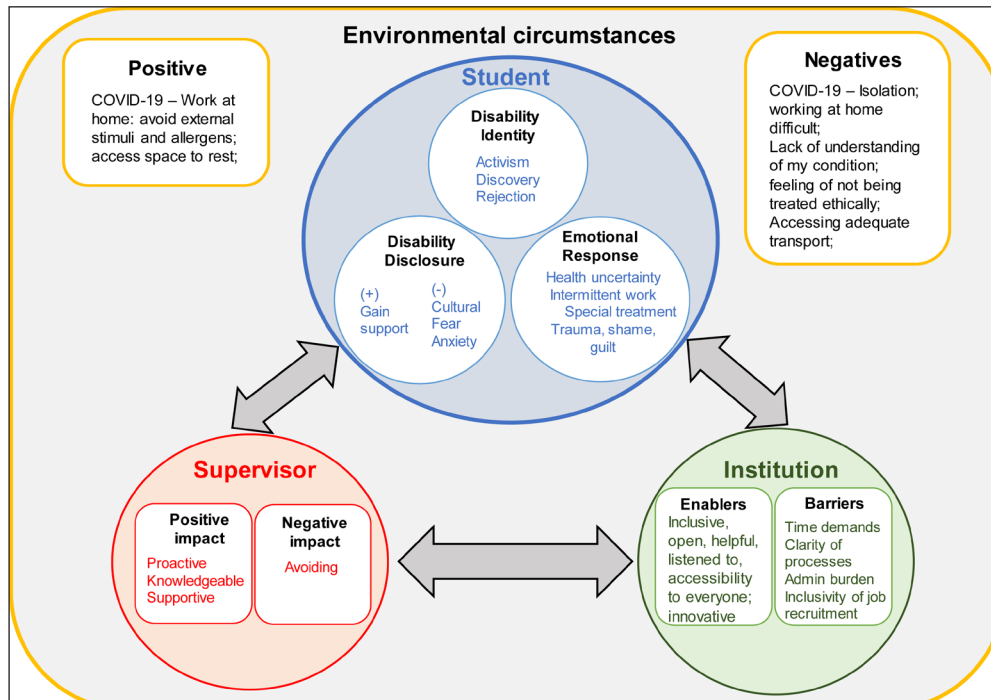 Environmental circumstances
Positive
COVID-19 – Work at
home: avoid external
stimuli and allergens;
access space to rest;
Negatives
COVID-19 – Isolation;
working at home
difficult;
Lack of understanding
of my condition;
feeling of not being
treated ethically;
Accessing adequate
transport;
Student
Disability
Identity
Activism
Discovery
Rejection
Disability
Disclosure
(+)
Gain
support
(-)
Cultural
Fear
Anxiety
Emotional
Response
Health uncertainty
Intermittent work
Special treatment
Trauma, shame,
guilt
Supervisor
Positive
impact
Proactive
Knowledgeable
Supportive
Negative
impact
Avoiding
Institution
Enablers
Inclusive,
open, helpful,
listened to,
accessibility
to everyone;
innovative
Barriers
Time demands
Clarity of
processes
Admin burden
Inclusivity of job
recruitment